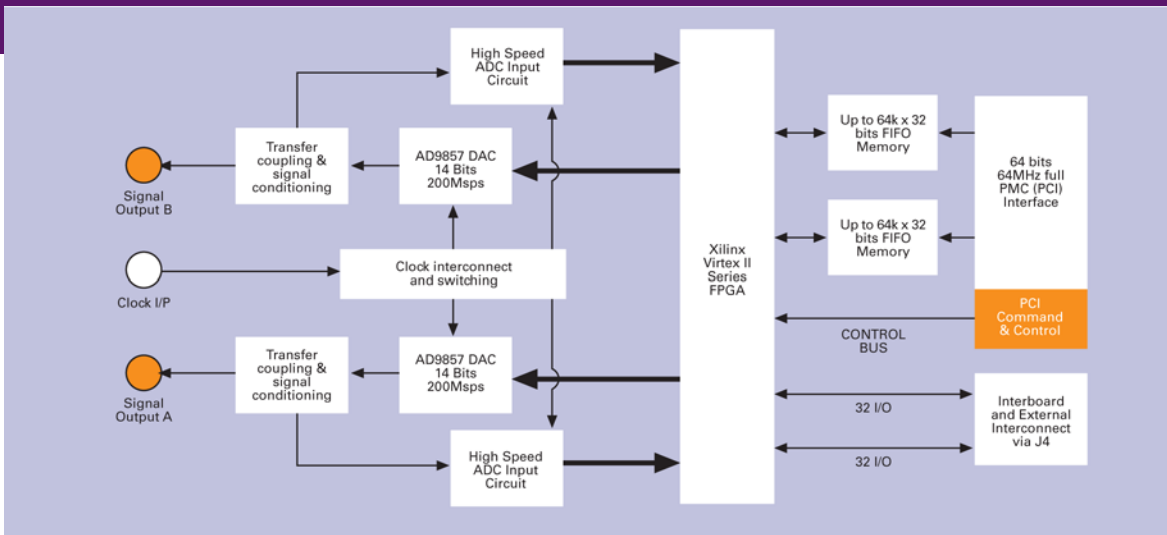 High Speed
ADC Input
Circuit
Transfer
coupling &
signal
conditioning
AD9857 DAC
14 Bits
200Msps
Signal
Output B
Clock I/P
Clock interconnect
and switching
Transfer
coupling &
signal
conditioning
AD9857 DAC
14 Bits
200Msps
Signal
Output A
High Speed
ADC Input
Circuit
Xilinx
Virtex II
Series
FPGA
Up to 64k x 32
bits FIFO
Memory
Up to 64k x 32
bits FIFO
Memory
64 bits
64MHz full
PMC (PCI)
Interface
PCI
Command
& Control
CONTROL
BUS
32 I/O
32 I/O
Interboard
and External
Interconnect
via J4